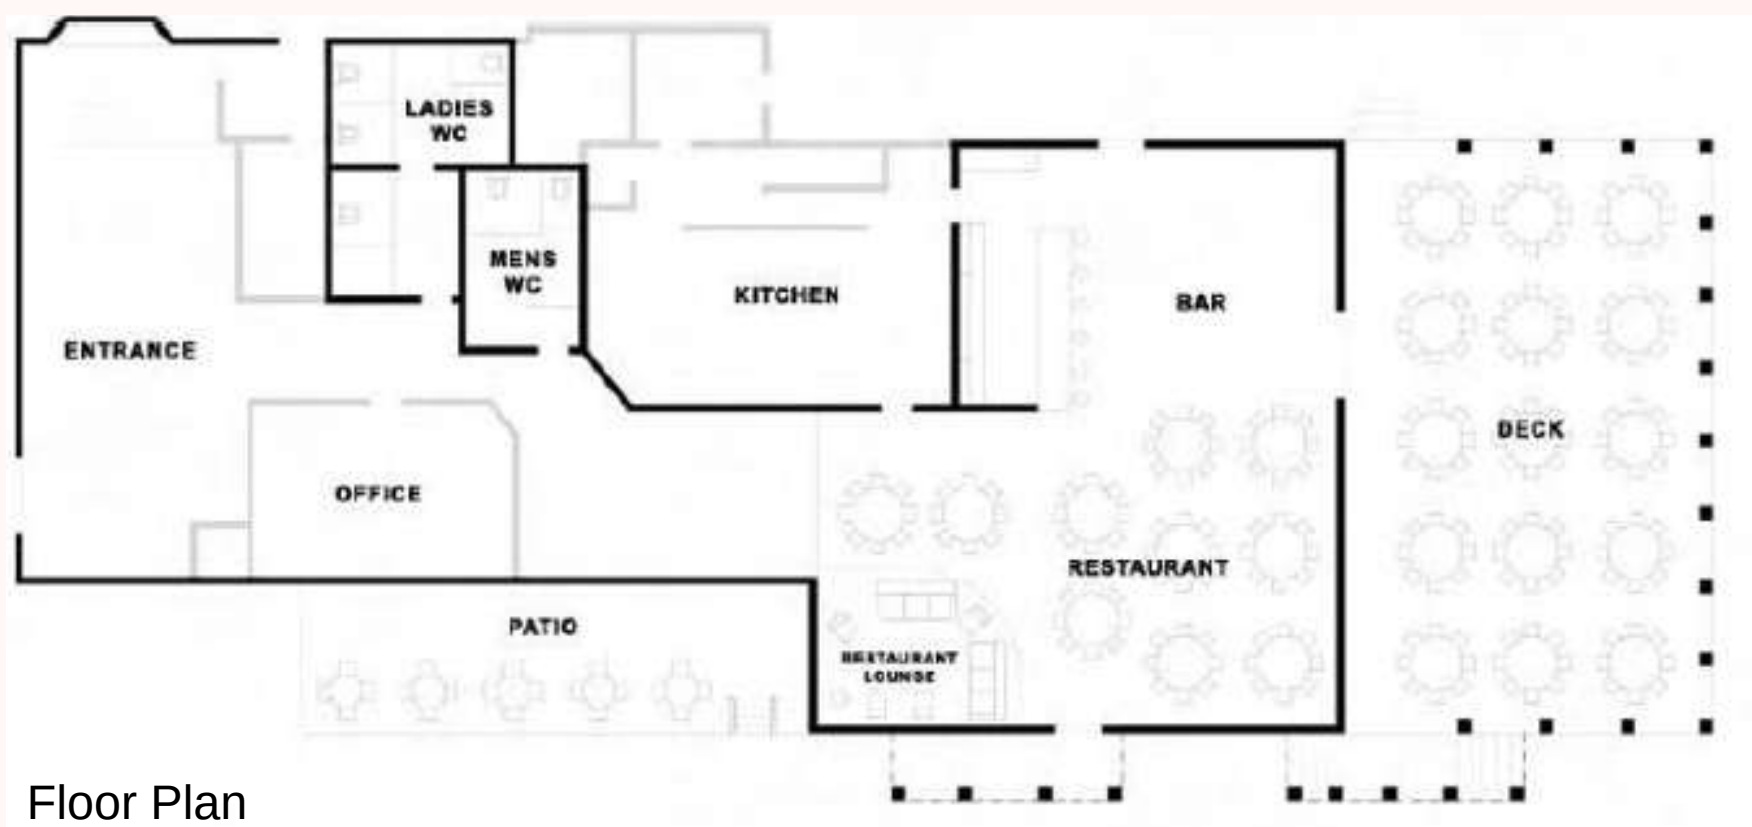 LADIES
WC
MENS
WC
KITCHEN
BAR
ENTRANCE
DECK
OFFICE
RESTAURANT
PATIO
RESTAURANT
LOUNGE
Floor Plan